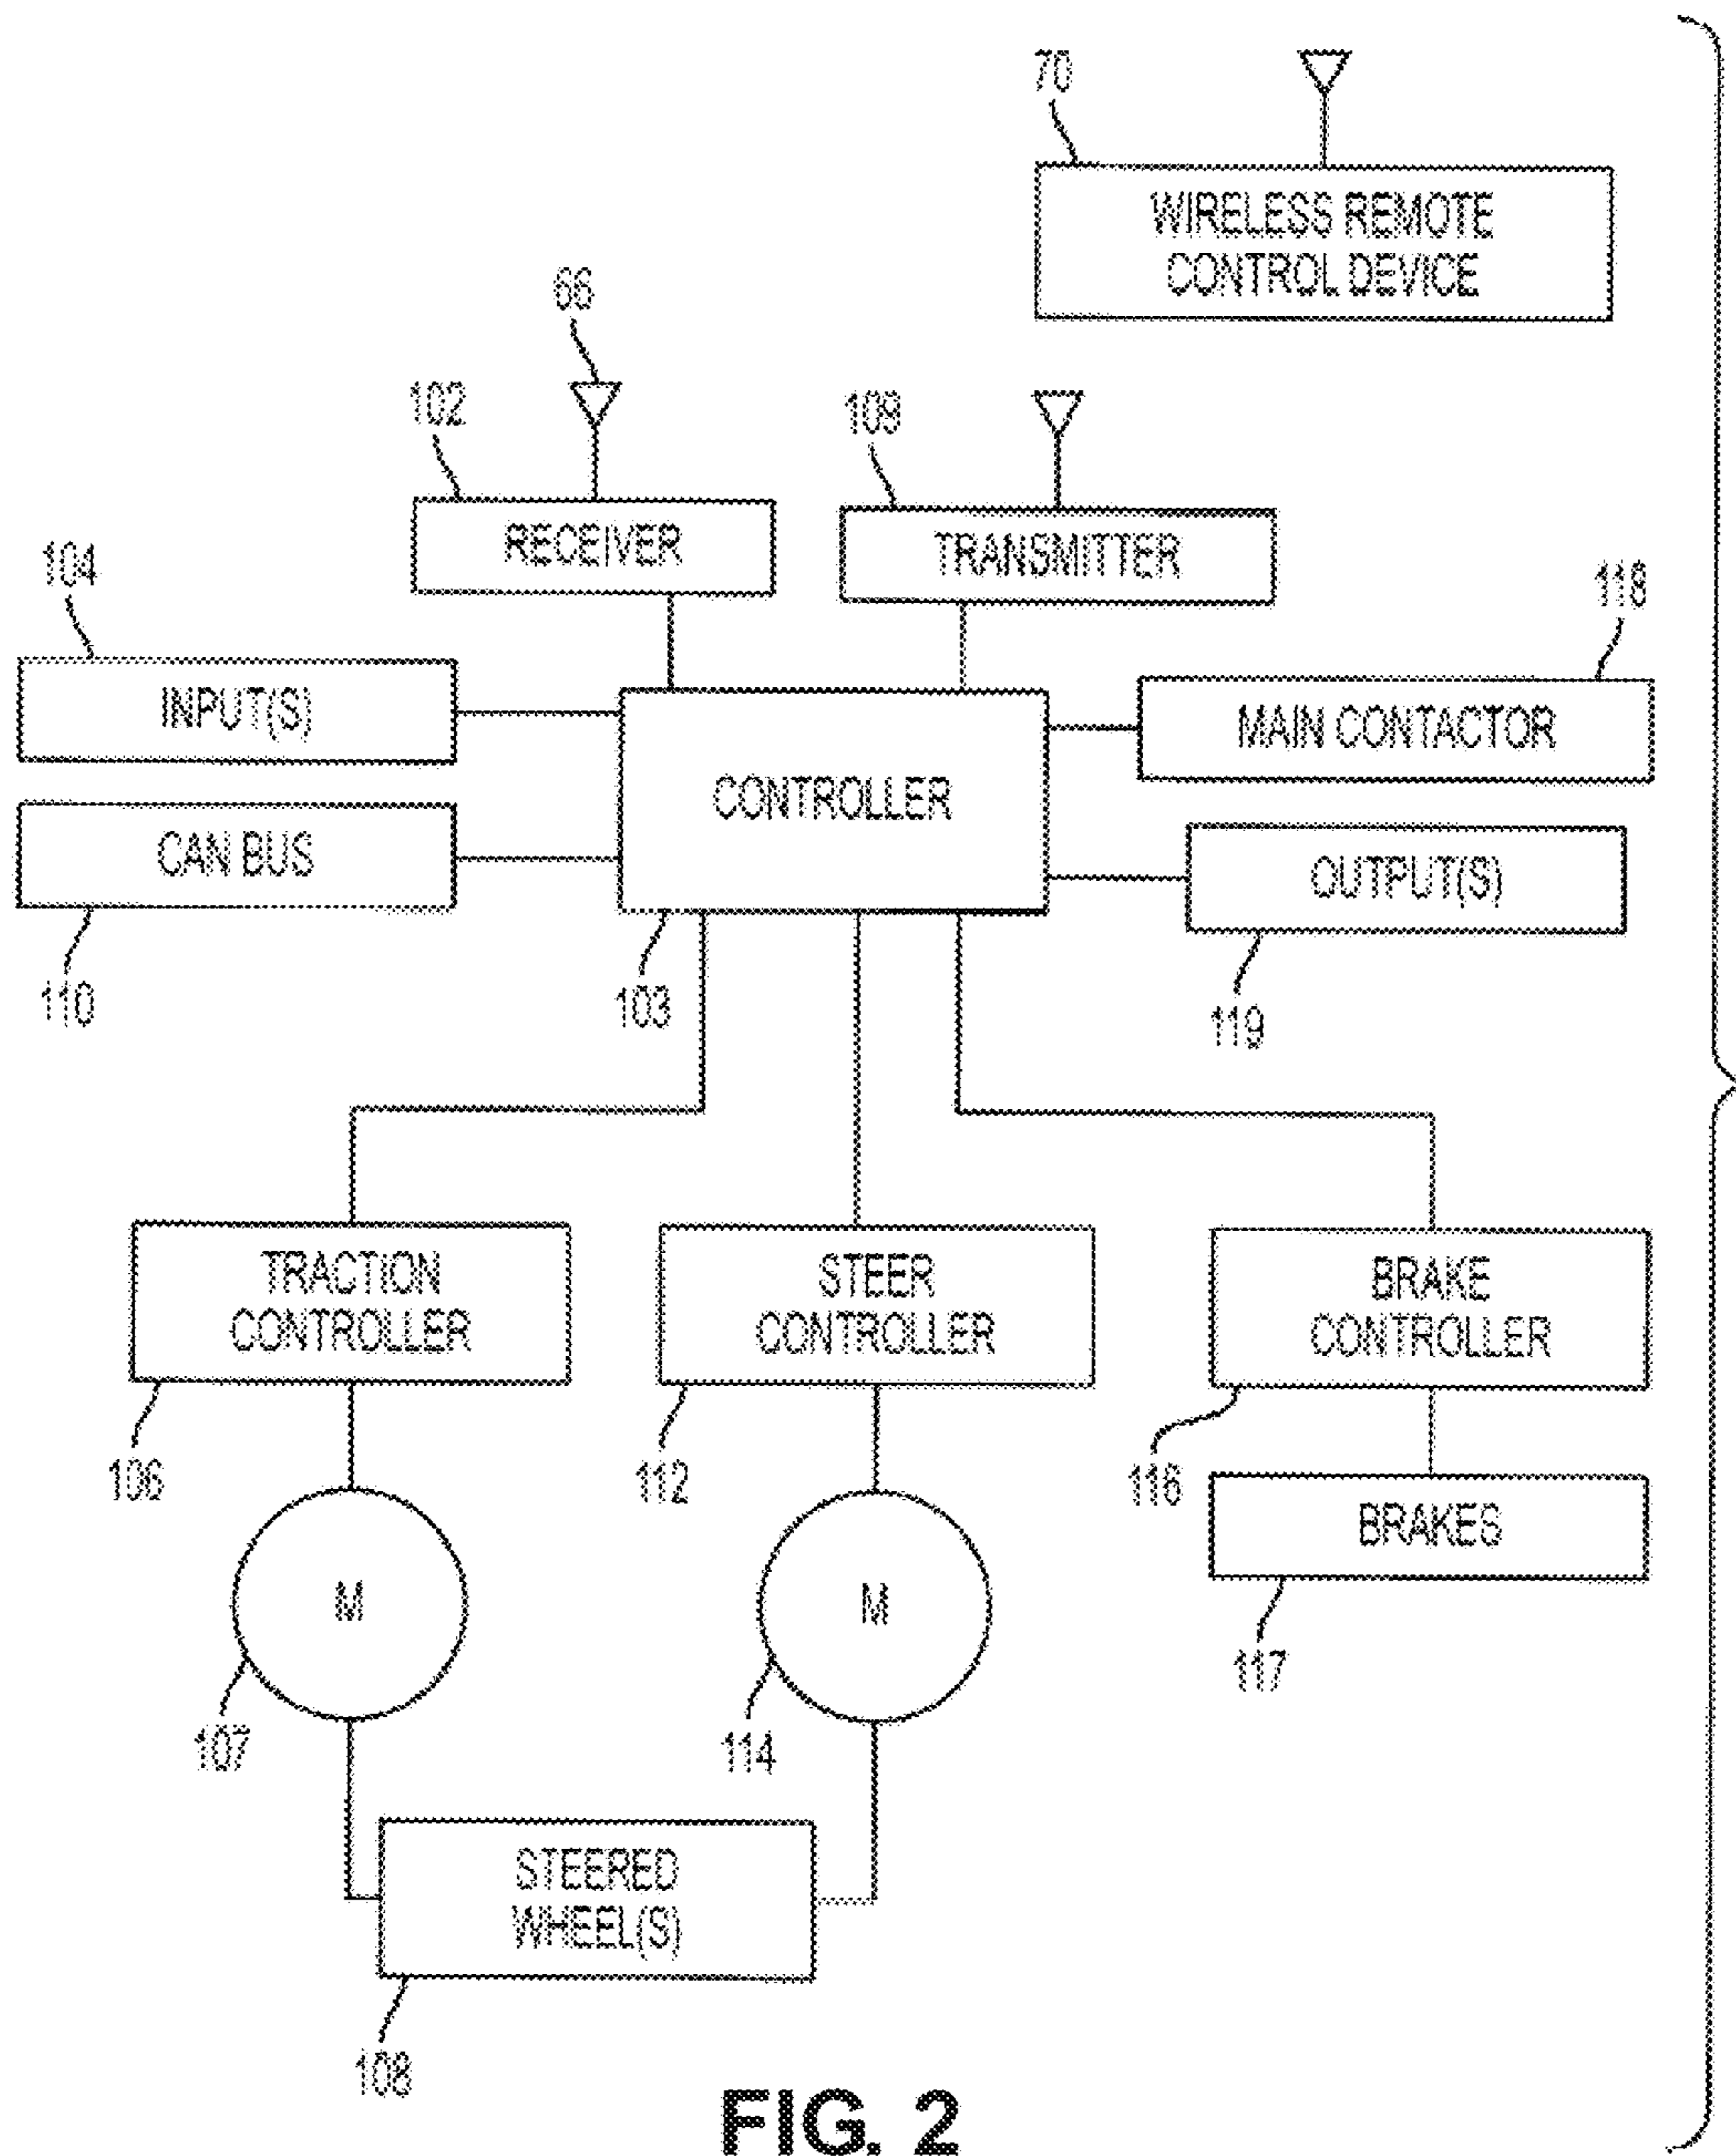 70
WIRELESS REMOTE
CONTROL DEVICE
66
102
109
RECEIVER
TRANSMITTER
104
118
INPUT(S)
MAIN CONTACTOR
CONTROLLER
CAN BUS
OUTPUT(S)
110
103
119
TRACTION
CONTROLLER
STEER
CONTROLLER
BRAKE
CONTROLLER
106
112
116
BRAKES
M
M
117
107
114
STEERED
WHEEL(S)
108
FIG. 2